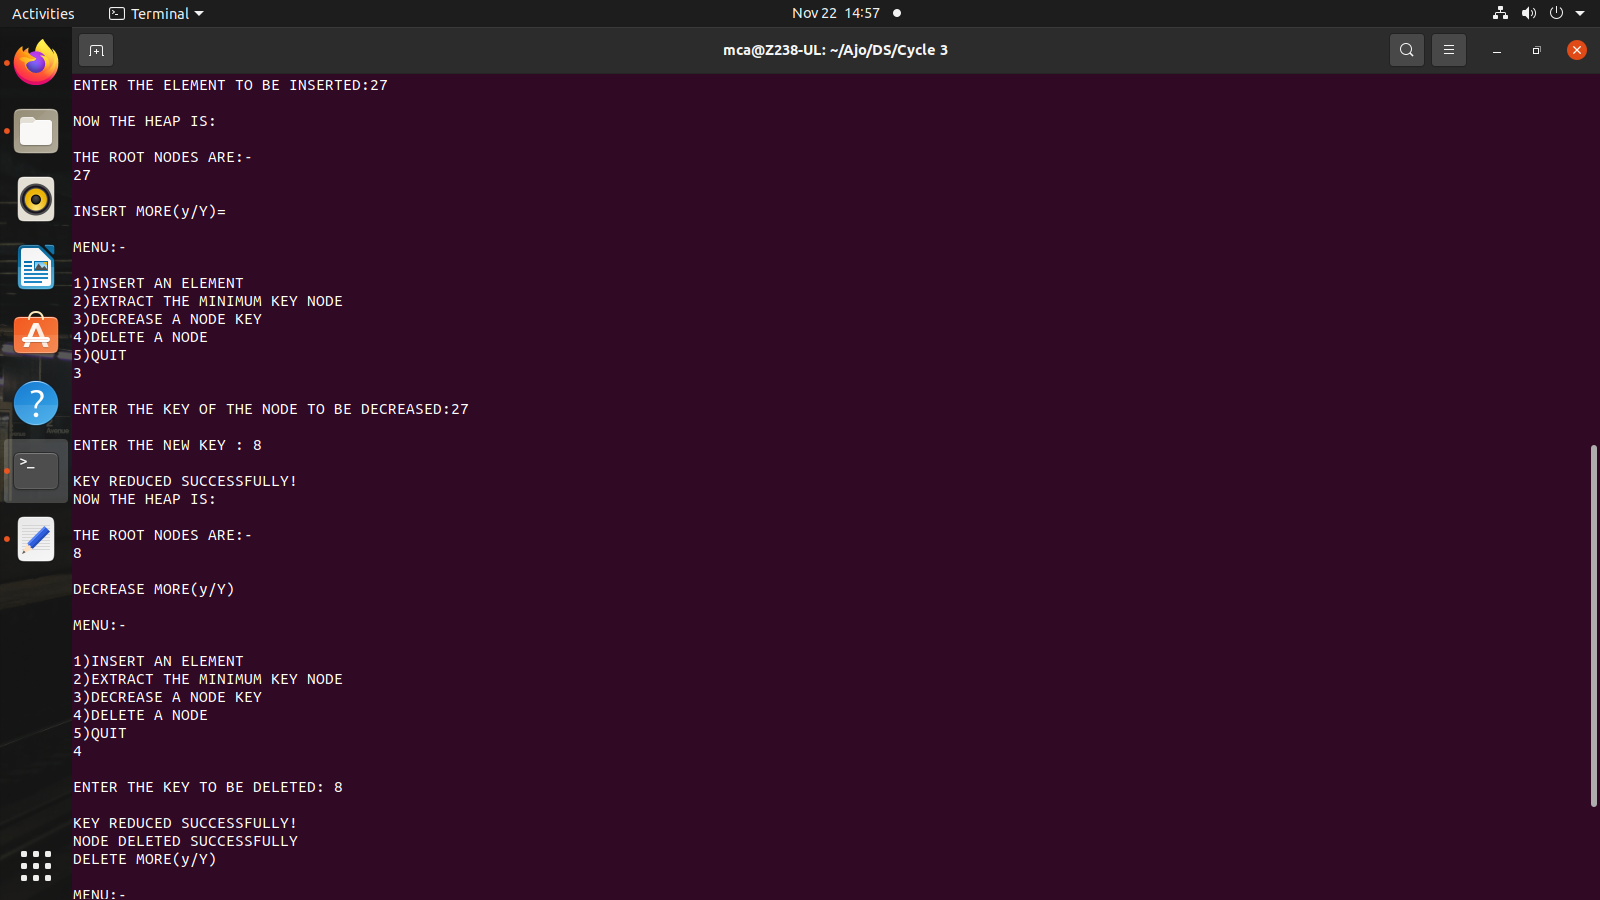 Activities
Terminal
Nov 22 14:57
mca@Z238-UL: ~/Ajo/DS/Cycle 3
ENTER THE ELEMENT TO BE INSERTED:27
NOW THE HEAP IS:
THE ROOT NODES ARE:-
27
INSERT MORE(y/Y)=
MENU:-
1)INSERT AN ELEMENT
2)EXTRACT THE MINIMUM KEY NODE
3)DECREASE A NODE KEY
4)DELETE A NODE
5)QUIT
3
ENTER THE KEY OF THE NODE TO BE DECREASED:27
ENTER THE NEW KEY : 8
KEY REDUCED SUCCESSFULLY!
NOW THE HEAP IS:
THE ROOT NODES ARE:-
8
DECREASE MORE(y/Y)
MENU:-
1)INSERT AN ELEMENT
2)EXTRACT THE MINIMUM KEY NODE
3)DECREASE A NODE KEY
4)DELETE A NODE
5)QUIT
4
ENTER THE KEY TO BE DELETED: 8
KEY REDUCED SUCCESSFULLY!
NODE DELETED SUCCESSFULLY
DELETE MORE(y/Y)
MENU:-